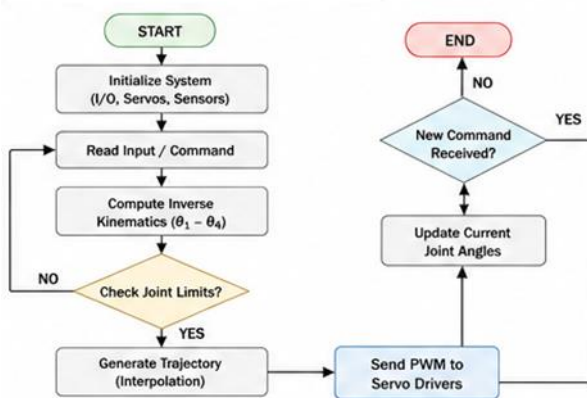 START
Initialize System
(I/O, Servos, Sensors)
Read Input / Command
Compute Inverse
Kinematics (θ₁ – θ₄)
NO
Check Joint Limits?
YES
Generate Trajectory
(Interpolation)
Send PWM to
Servo Drivers
Update Current
Joint Angles
New Command
Received?
YES
NO
END